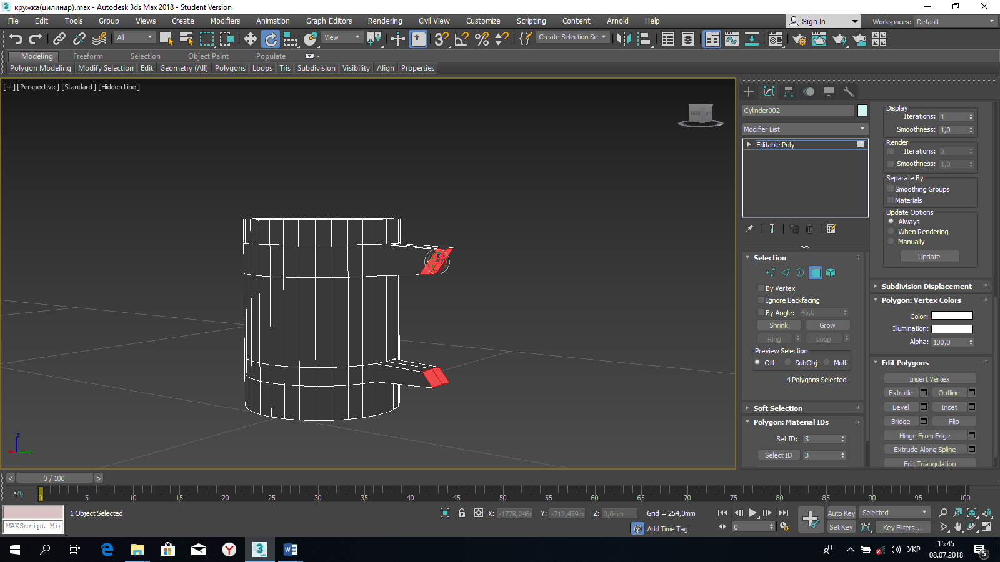 кружка(цилиндр).max - Autodesk 3ds Max 2018 - Student Version
File Edit Tools Group Views Create Modifiers Animation Graph Editors Rendering Civil View Customize Scripting Content Arnold Help
Sign In Workspaces: Default
All View Create Selection Se
Modeling Freeform Selection Object Paint Populate
Polygon Modeling Modify Selection Edit Geometry (All) Polygons Loops Tris Subdivision Visibility Align Properties
[+] [Perspective] [Standard] [Hidden Line]
Cylinder002
Modifier List
Editable Poly
Selection
By Vertex
Ignore Backfacing
By Angle: 45,0
Shrink Grow
Ring Loop
Preview Selection
Off SubObj Multi
4 Polygons Selected
Soft Selection
Polygon: Material IDs
Set ID: 3
Select ID 3
Display
Iterations: 1
Smoothness: 1,0
Render
Iterations: 0
Smoothness: 1,0
Separate By
Smoothing Groups
Materials
Update Options
Always
When Rendering
Manually
Update
Subdivision Displacement
Polygon: Vertex Colors
Color:
Illumination:
Alpha: 100,0
Edit Polygons
Insert Vertex
Extrude Outline
Bevel Inset
Bridge Flip
Hinge From Edge
Extrude Along Spline
Edit Triangulation
z
x y
< 0 / 100 >
0 5 10 15 20 25 30 35 40 45 50 55 60 65 70 75 80 85 90 95 100
1 Object Selected X: -1778,246m Y: -712,459m Z: 0,0mm Grid = 254,0mm
Auto Key Selected
MAXScript Mi
Add Time Tag 0 Set Key Key Filters...
УКР 15:45
08.07.2018
5